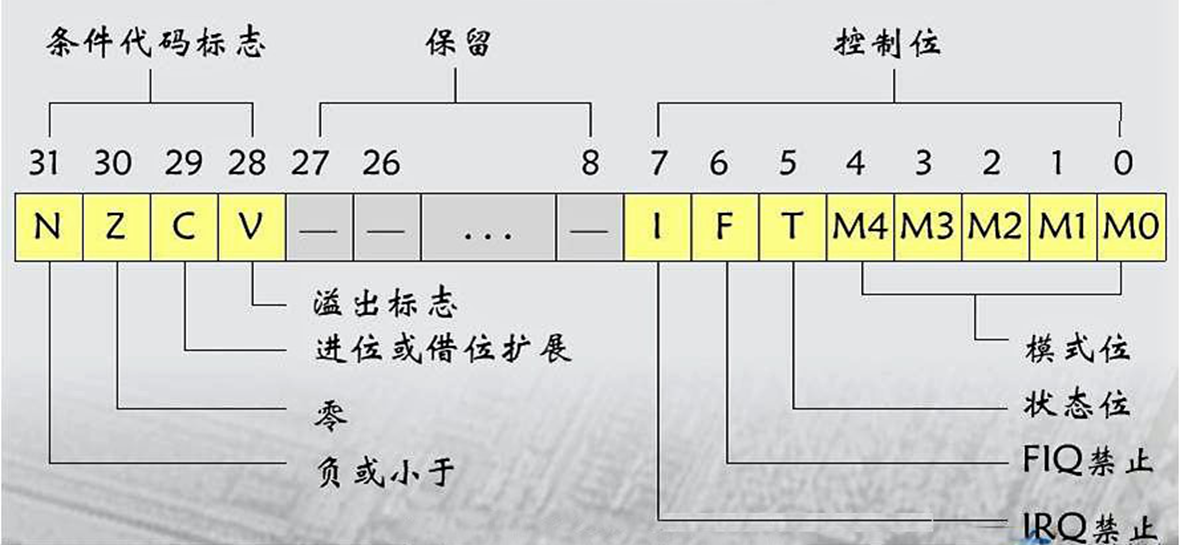 条件代码标志 保留 控制位
31 30 29 28 27 26 8 7 6 5 4 3 2 1 0
N Z C V — — ... — I F T M4 M3 M2 M1 M0
溢出标志
进位或借位扩展
模式位
零
状态位
负或小于
FIQ禁止
IRQ禁止